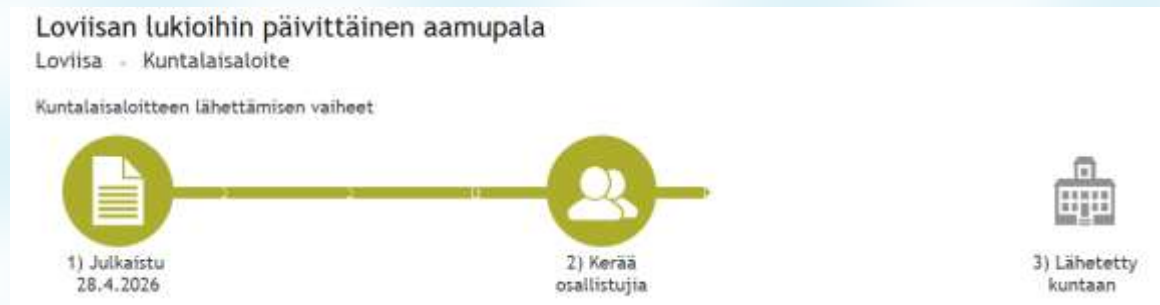 Loviisan lukioihin päivittäinen aamupala
Loviisa - Kuntalaisaloite
Kuntalaisaloitteen lähettämisen vaiheet
1) Julkaistu
28.4.2026
2) Kerää
osallistujia
3) Lähetetty
kuntaan